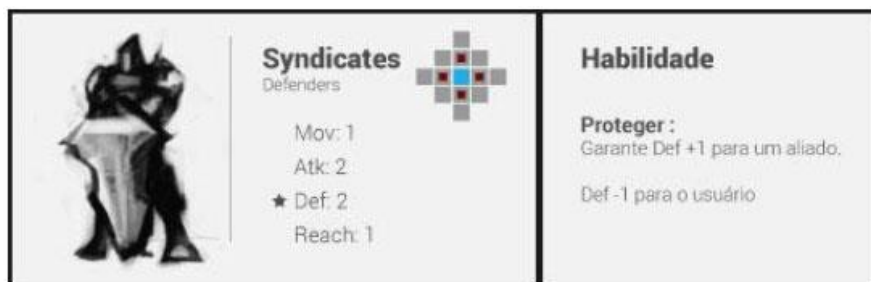 Syndicates
Defenders
Mov: 1
Atk: 2
★ Def: 2
Reach: 1
Habilidade
Proteger :
Garante Def +1 para um aliado.
Def -1 para o usuário